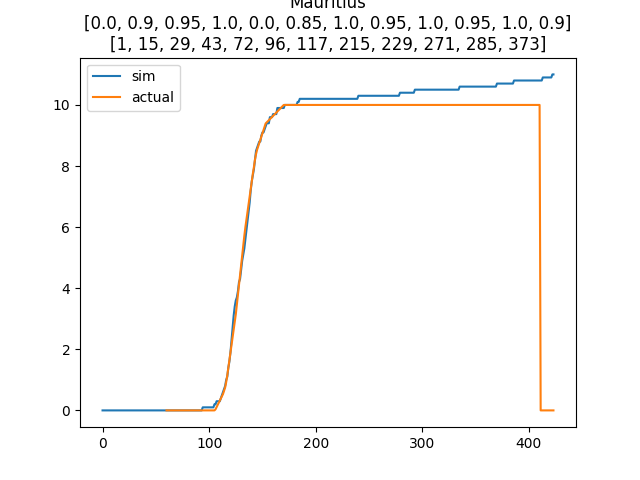 Mauritius
[0.0, 0.9, 0.95, 1.0, 0.0, 0.85, 1.0, 0.95, 1.0, 0.95, 1.0, 0.9]
[1, 15, 29, 43, 72, 96, 117, 215, 229, 271, 285, 373]
sim
actual
10
8
6
4
2
0
0 100 200 300 400